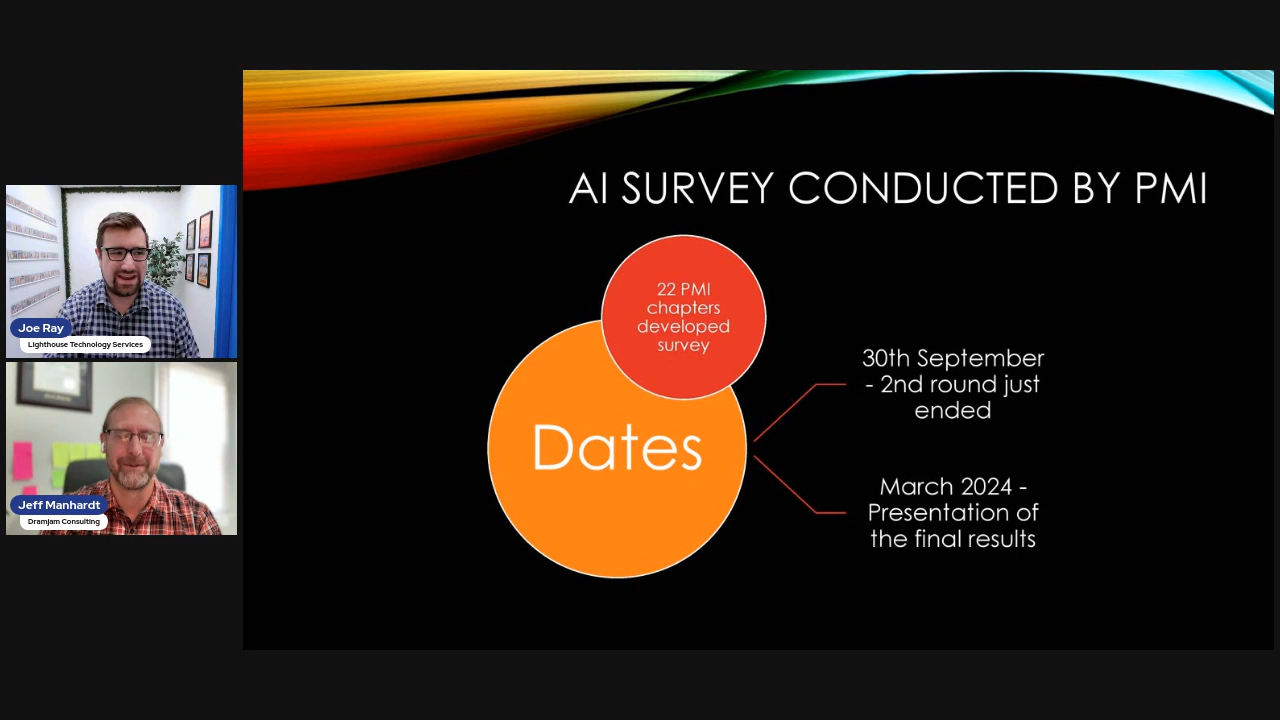 AI SURVEY CONDUCTED BY PMI
22 PMI
chapters
developed
survey
Dates
30th September
- 2nd round just
ended
March 2024 -
Presentation of
the final results
Joe Ray
Lighthouse Technology Services
Jeff Manhardt
Dramjam Consulting